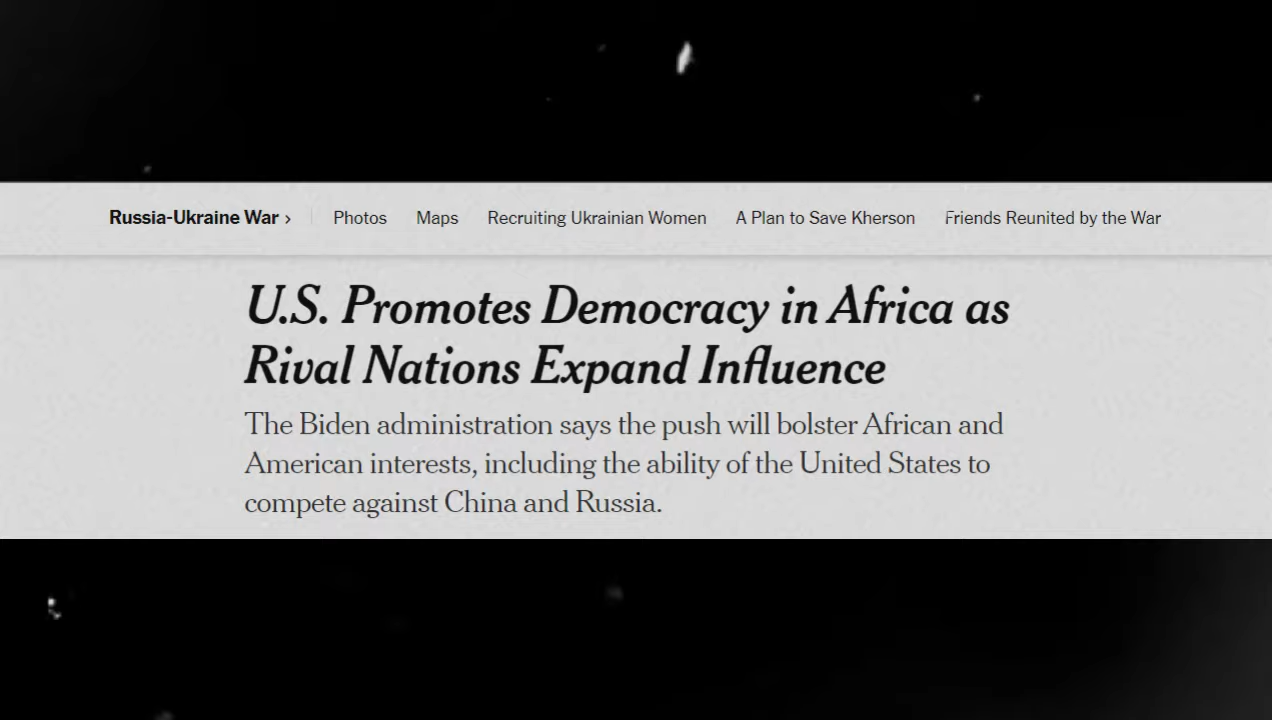 Russia-Ukraine War › Photos Maps Recruiting Ukrainian Women A Plan to Save Kherson Friends Reunited by the War
U.S. Promotes Democracy in Africa as
Rival Nations Expand Influence
The Biden administration says the push will bolster African and
American interests, including the ability of the United States to
compete against China and Russia.